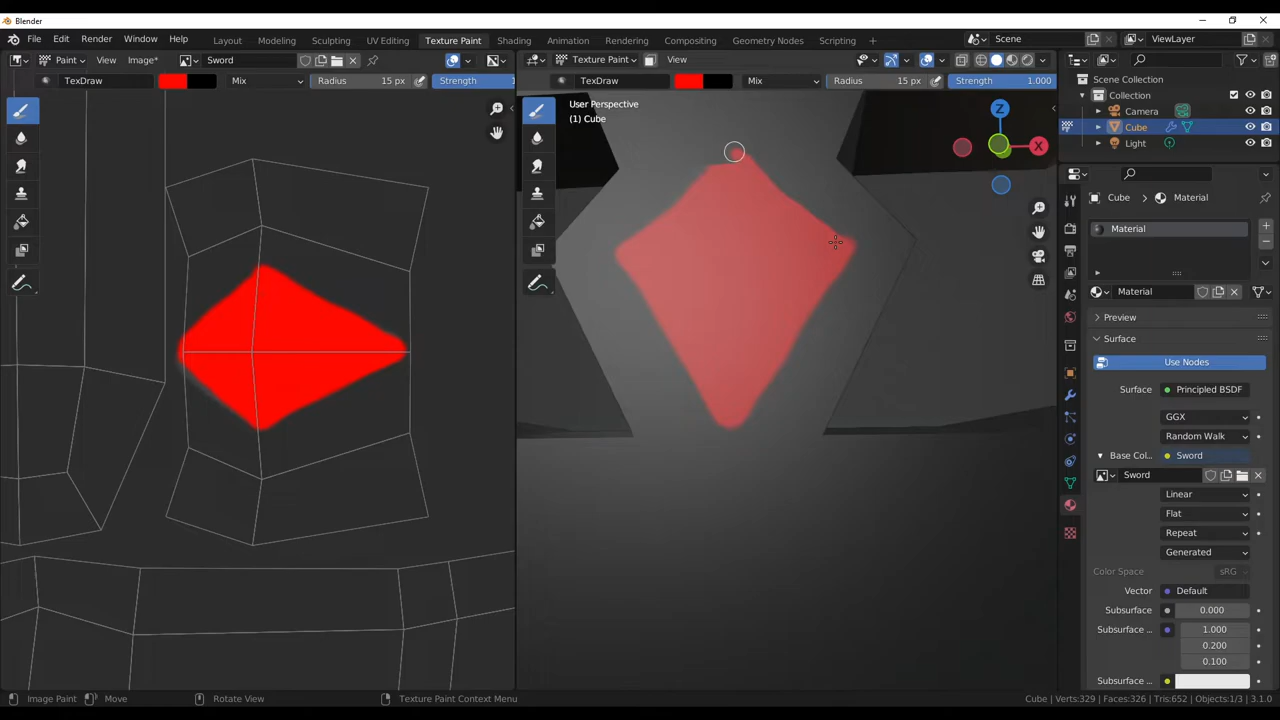 Blender
File Edit Render Window Help Layout Modeling Sculpting UV Editing Texture Paint Shading Animation Rendering Compositing Geometry Nodes Scripting + Scene ViewLayer
Paint View Image* Sword Texture Paint View
TexDraw Mix Radius 15 px Strength 1 TexDraw Mix Radius 15 px Strength 1.000
Scene Collection
Collection
Camera
Cube
Light
User Perspective
(1) Cube
Z
X
Cube Material
Material
Material
Preview
Surface
Use Nodes
Surface Principled BSDF
GGX
Random Walk
Base Col... Sword
Sword
Linear
Flat
Repeat
Generated
Color Space sRG
Vector Default
Subsurface 0.000
Subsurface ... 1.000
0.200
0.100
Subsurface ..
Image Paint Move Rotate View Texture Paint Context Menu Cube | Verts:329 | Faces:326 | Tris:652 | Objects:1/3 | 3.1.0